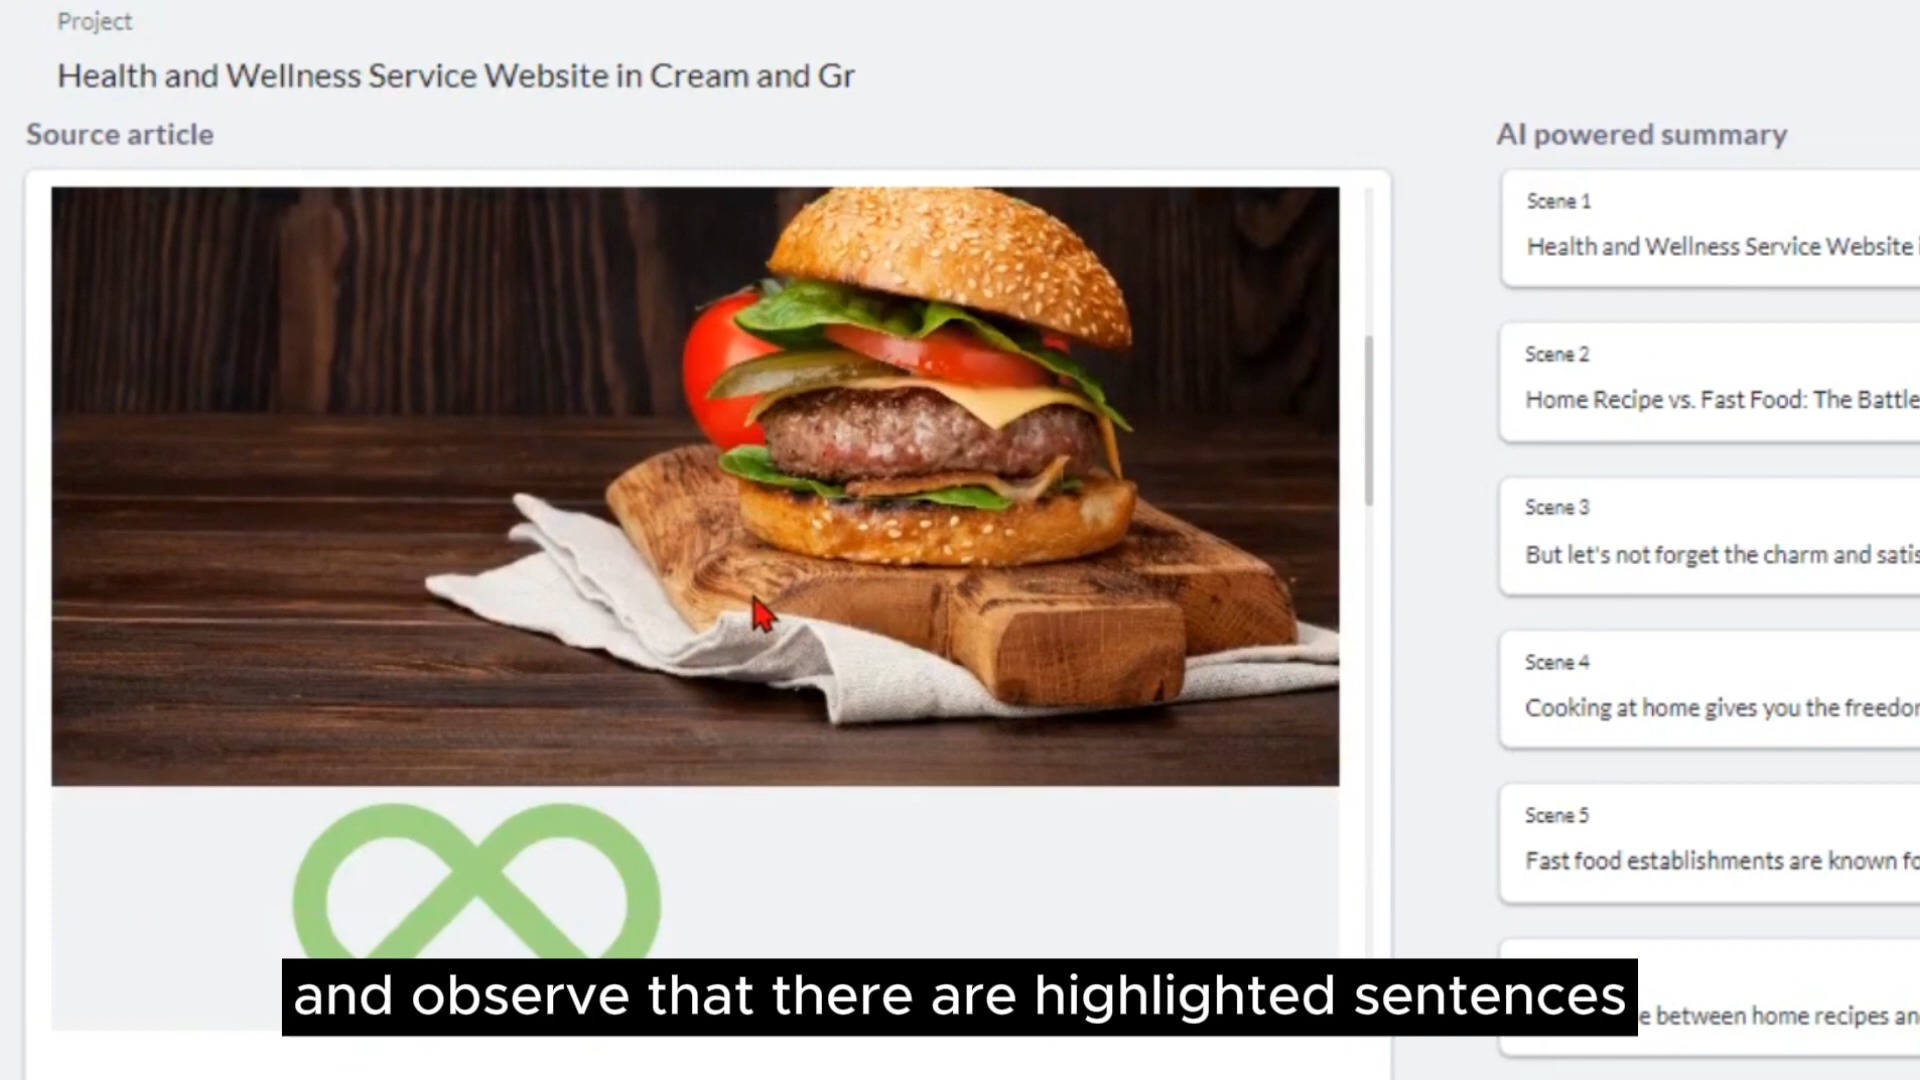 Project
Health and Wellness Service Website in Cream and Gr
Source article
AI powered summary
Scene 1
Health and Wellness Service Website
Scene 2
Home Recipe vs. Fast Food: The Battle
Scene 3
But let's not forget the charm and satis
Scene 4
Cooking at home gives you the freedom
Scene 5
Fast food establishments are known fo
e between home recipes an
and observe that there are highlighted sentences